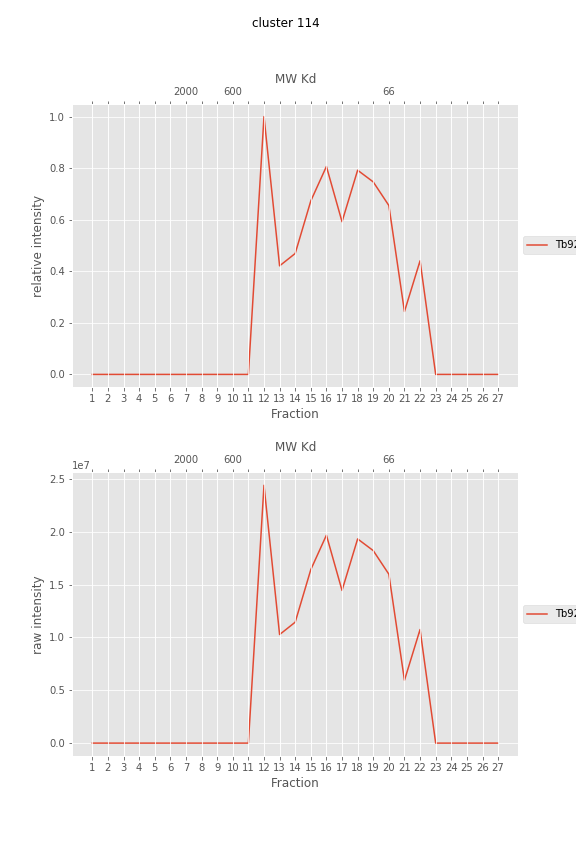 cluster 114
MW Kd
2000 600 66
1.0
0.8
0.6
0.4
0.2
0.0
relative intensity
Tb92
1 2 3 4 5 6 7 8 9 10 11 12 13 14 15 16 17 18 19 20 21 22 23 24 25 26 27
Fraction
MW Kd
2000 600 66
1e7
2.5
2.0
1.5
1.0
0.5
0.0
raw intensity
Tb92
1 2 3 4 5 6 7 8 9 10 11 12 13 14 15 16 17 18 19 20 21 22 23 24 25 26 27
Fraction